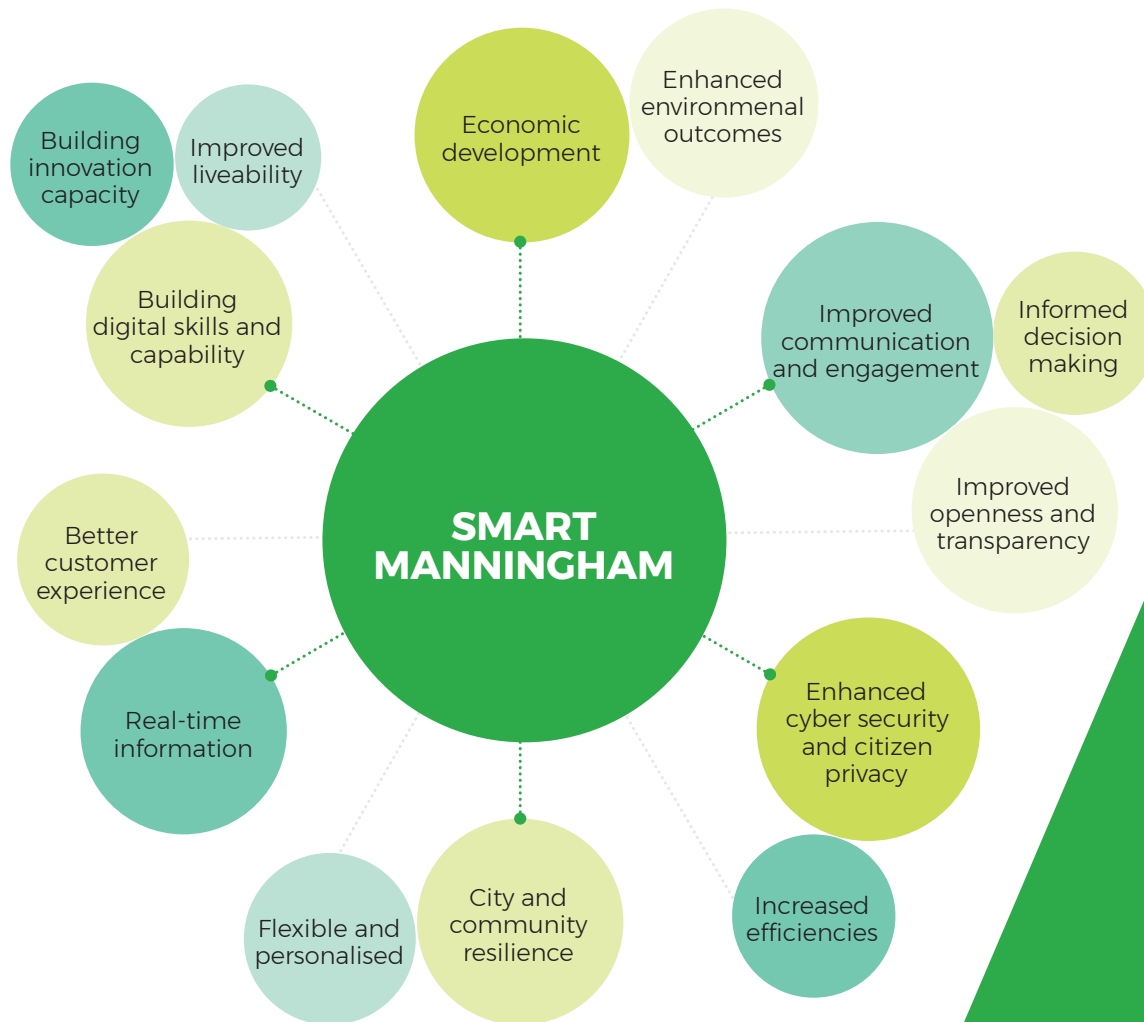 Enhanced
environmenal
outcomes
Economic
development
Building
innovation
capacity
Improved
liveability
Building
digital skills and
capability
Improved
communication
and engagement
Informed
decision
making
Improved
openness and
transparency
SMART
MANNINGHAM
Better
customer
experience
Real-time
information
Enhanced
cyber security
and citizen
privacy
Flexible and
personalised
City and
community
resilience
Increased
efficiencies